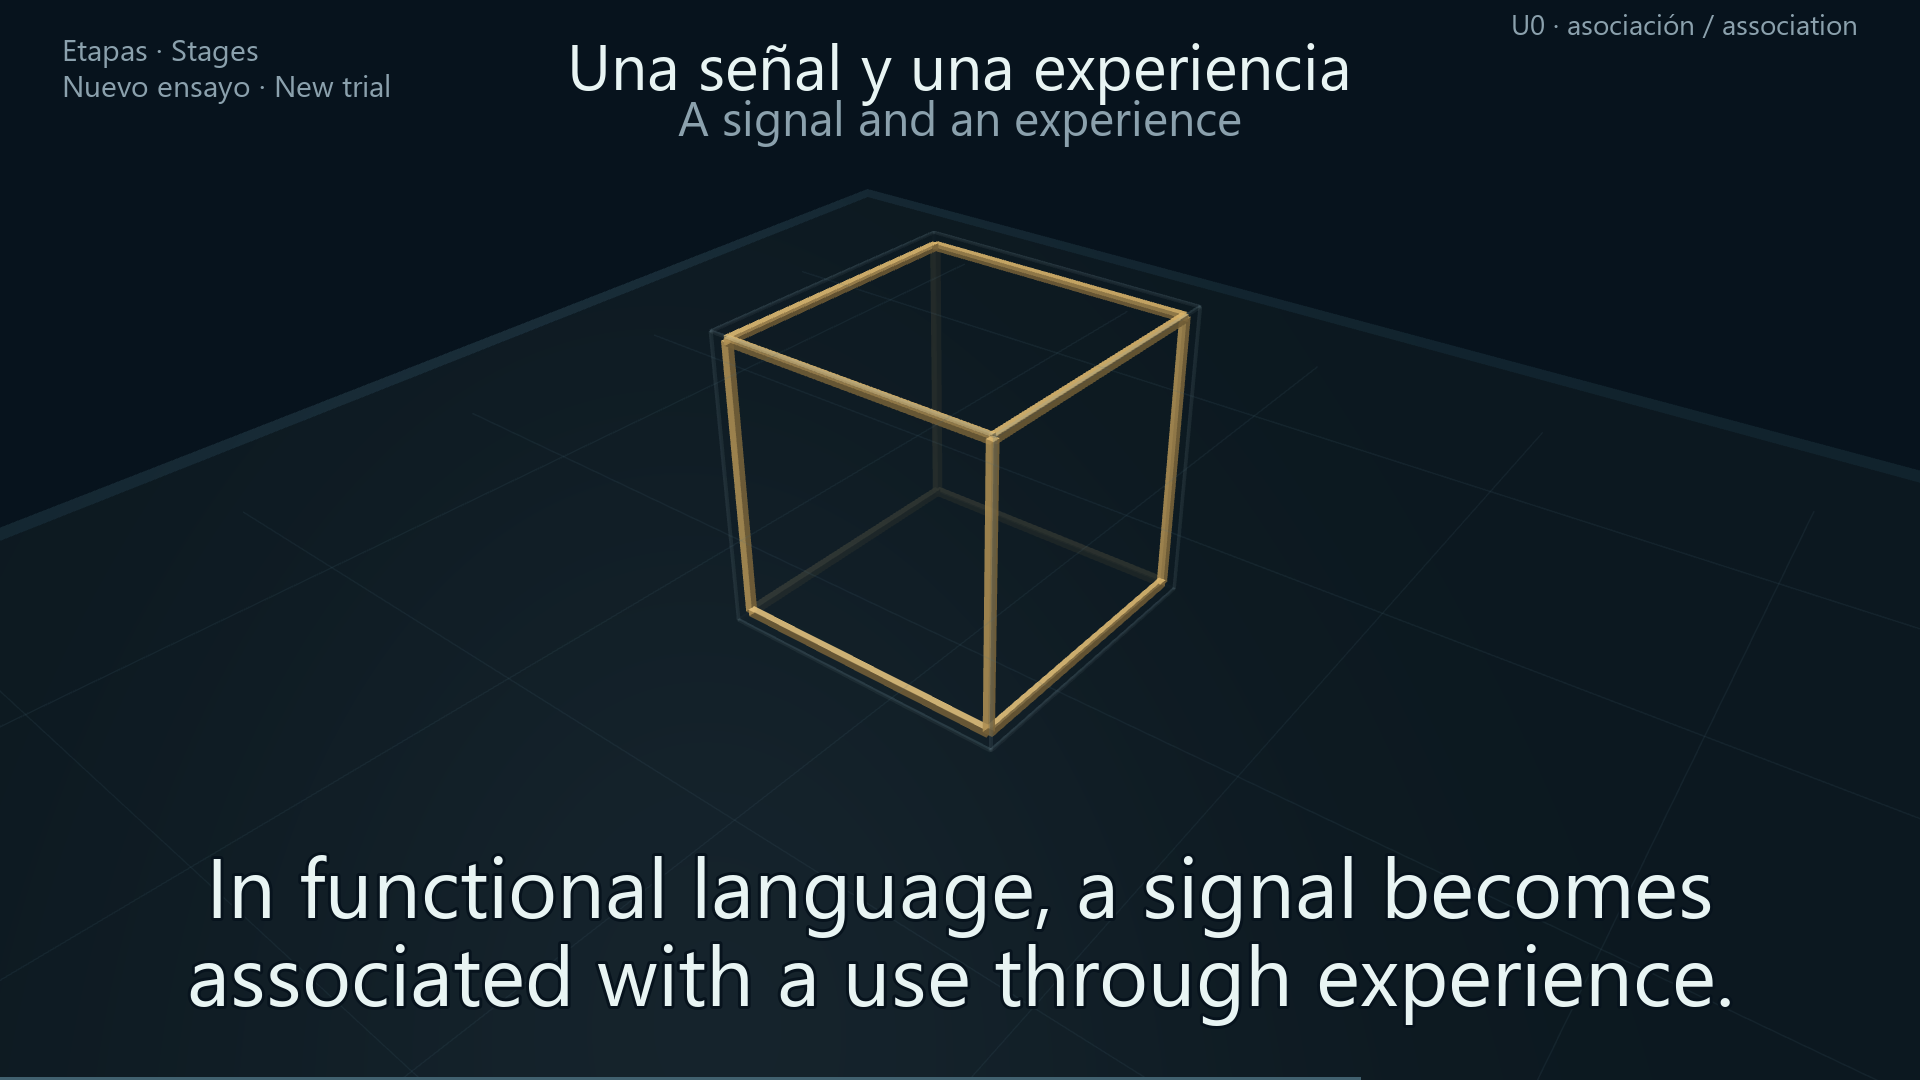 Etapas · Stages
Nuevo ensayo · New trial
Una señal y una experiencia
A signal and an experience
U0 · asociación / association
In functional language, a signal becomes
associated with a use through experience.